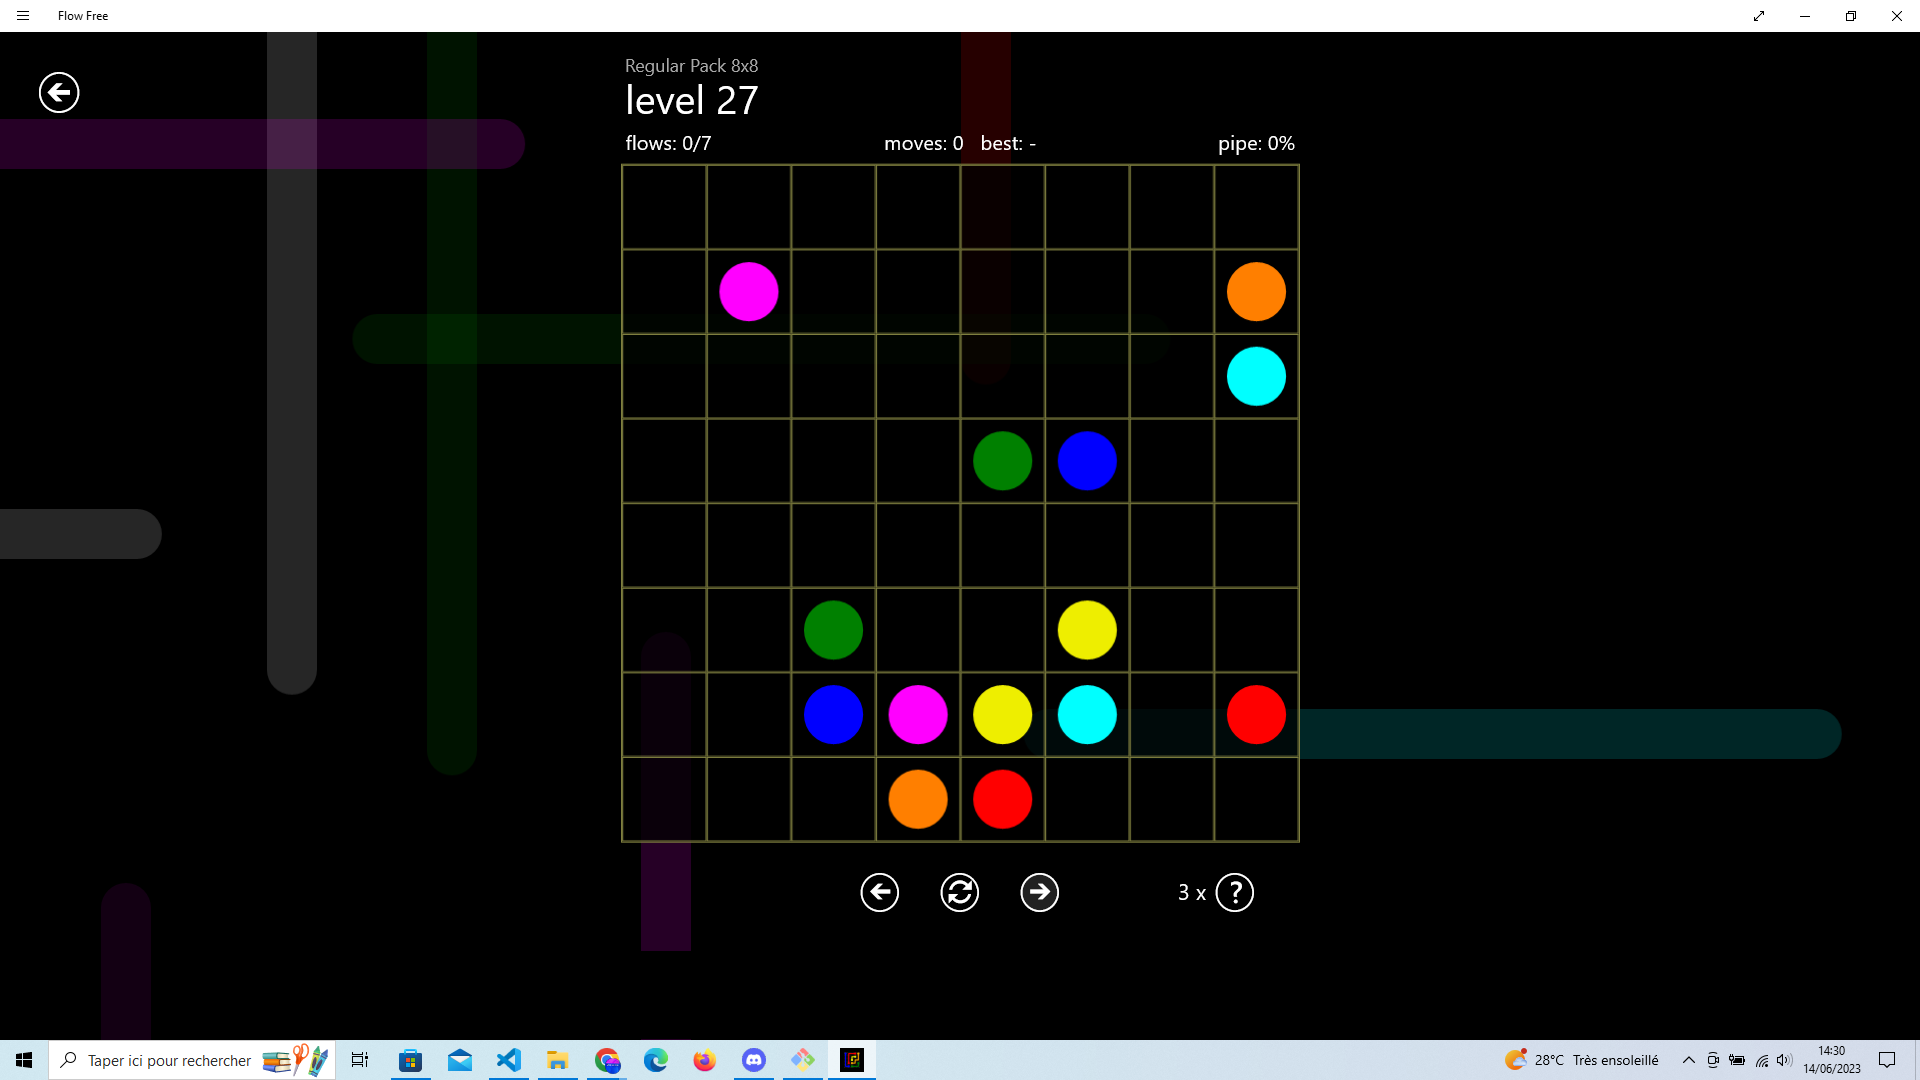 Flow Free
Regular Pack 8x8
level 27
flows: 0/7 moves: 0 best: - pipe: 0%
3 x ?
Taper ici pour rechercher
28°C Très ensoleillé
14:30
14/06/2023